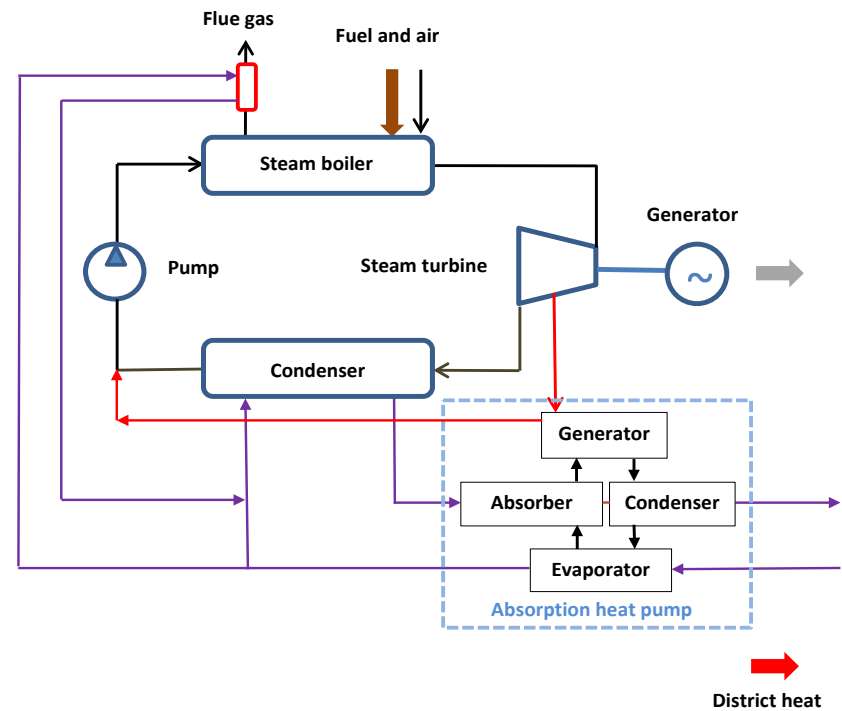 Flue gas
Fuel and air
Steam boiler
Generator
Pump
Steam turbine
~
Condenser
Generator
Absorber
Condenser
Evaporator
Absorption heat pump
District heat